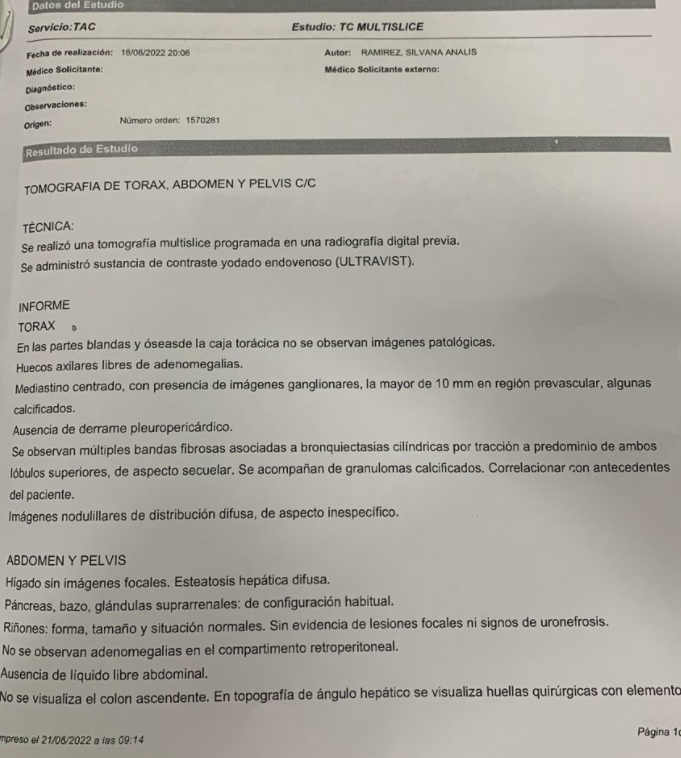 Datos del Estudio
Servicio:TAC Estudio: TC MULTISLICE
Fecha de realización: 16/06/2022 20:06 Autor: RAMIREZ, SILVANA ANALIS
Médico Solicitante: Médico Solicitante externo:
Diagnóstico:
Observaciones:
Origen: Número orden: 1570281
Resultado de Estudio
TOMOGRAFIA DE TORAX, ABDOMEN Y PELVIS C/C
TÉCNICA:
Se realizó una tomografía multislice programada en una radiografía digital previa.
Se administró sustancia de contraste yodado endovenoso (ULTRAVIST).
INFORME
TORAX
En las partes blandas y óseasde la caja torácica no se observan imágenes patológicas.
Huecos axilares libres de adenomegalias.
Mediastino centrado, con presencia de imágenes ganglionares, la mayor de 10 mm en región prevascular, algunas
calcificados.
Ausencia de derrame pleuropericárdico.
Se observan múltiples bandas fibrosas asociadas a bronquiectasias cilíndricas por tracción a predominio de ambos
lóbulos superiores, de aspecto secuelar. Se acompañan de granulomas calcificados. Correlacionar con antecedentes
del paciente.
Imágenes nodulillares de distribución difusa, de aspecto inespecífico.
ABDOMEN Y PELVIS
Hígado sin imágenes focales. Esteatosis hepática difusa.
Páncreas, bazo, glándulas suprarrenales: de configuración habitual.
Riñones: forma, tamaño y situación normales. Sin evidencia de lesiones focales ni signos de uronefrosis.
No se observan adenomegalias en el compartimento retroperitoneal.
Ausencia de líquido libre abdominal.
No se visualiza el colon ascendente. En topografía de ángulo hepático se visualiza huellas quirúrgicas con elemento
mpreso el 21/06/2022 a las 09:14 Página 1